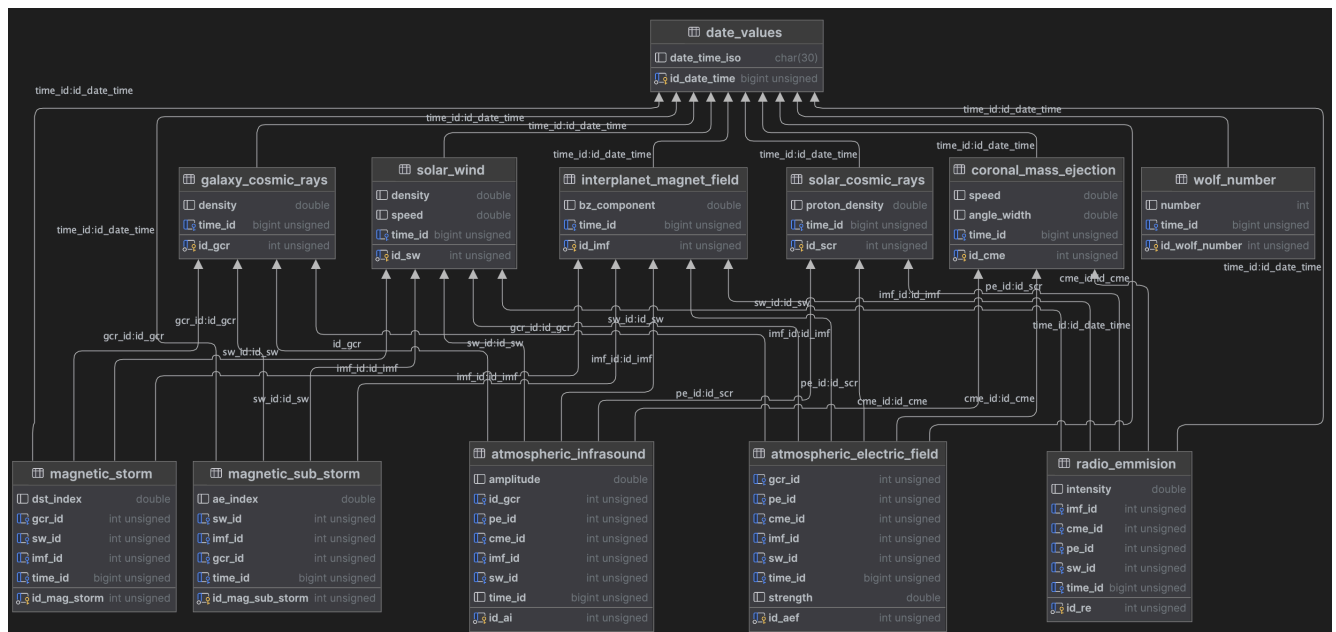 date_values
date_time_iso char(30)
id_date_time bigint unsigned
time_id:id_date_time
time_id:id_date_time
time_id:id_date_time
time_id:id_date_time
time_id:id_date_time
time_id:id_date_time
time_id:id_date_time
time_id:id_date_time
galaxy_cosmic_rays
density double
time_id bigint unsigned
id_gcr int unsigned
solar_wind
density double
speed double
time_id bigint unsigned
id_sw int unsigned
interplanet_magnet_field
bz_component double
time_id bigint unsigned
id_imf int unsigned
solar_cosmic_rays
proton_density double
time_id bigint unsigned
id_scr int unsigned
coronal_mass_ejection
speed double
angle_width double
time_id bigint unsigned
id_cme int unsigned
wolf_number
number int
time_id bigint unsigned
id_wolf_number int unsigned
time_id:id_date_time
time_id:id_date_time
cme_id:id_cme
pe_id:id_scr
imf_id:id_imf
sw_id:id_sw
gcr_id:id_gcr
sw_id:id_sw
gcr_id:id_gcr
time_id:id_date_time
imf_id:id_imf
gcr_id:id_gcr
id_gcr
sw_id:id_sw
sw_id:id_sw
imf_id:id_imf
imf_id:id_imf
imf_id:id_imf
sw_id:id_sw
pe_id:id_scr
pe_id:id_scr
cme_id:id_cme
cme_id:id_cme
magnetic_storm
dst_index double
gcr_id int unsigned
sw_id int unsigned
imf_id int unsigned
time_id bigint unsigned
id_mag_storm int unsigned
magnetic_sub_storm
ae_index double
sw_id int unsigned
imf_id int unsigned
gcr_id int unsigned
time_id bigint unsigned
id_mag_sub_storm int unsigned
atmospheric_infrasound
amplitude double
id_gcr int unsigned
pe_id int unsigned
cme_id int unsigned
imf_id int unsigned
sw_id int unsigned
time_id bigint unsigned
id_ai int unsigned
atmospheric_electric_field
gcr_id int unsigned
pe_id int unsigned
cme_id int unsigned
imf_id int unsigned
sw_id int unsigned
time_id bigint unsigned
strength double
id_aef int unsigned
radio_emmision
intensity double
imf_id int unsigned
cme_id int unsigned
pe_id int unsigned
sw_id int unsigned
time_id bigint unsigned
id_re int unsigned